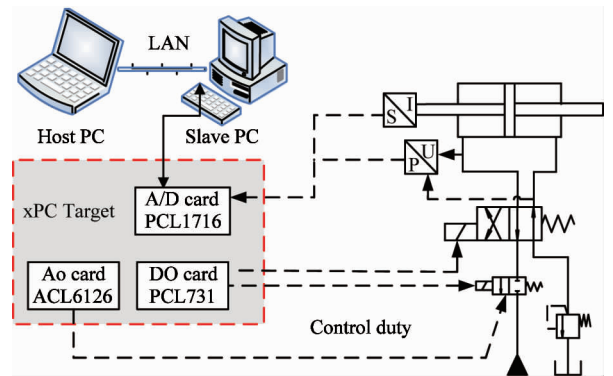 LAN
Host PC
Slave PC
I
S
U
P
xPC Target
A/D card
PCL1716
Ao card
ACL6126
DO card
PCL731
Control duty